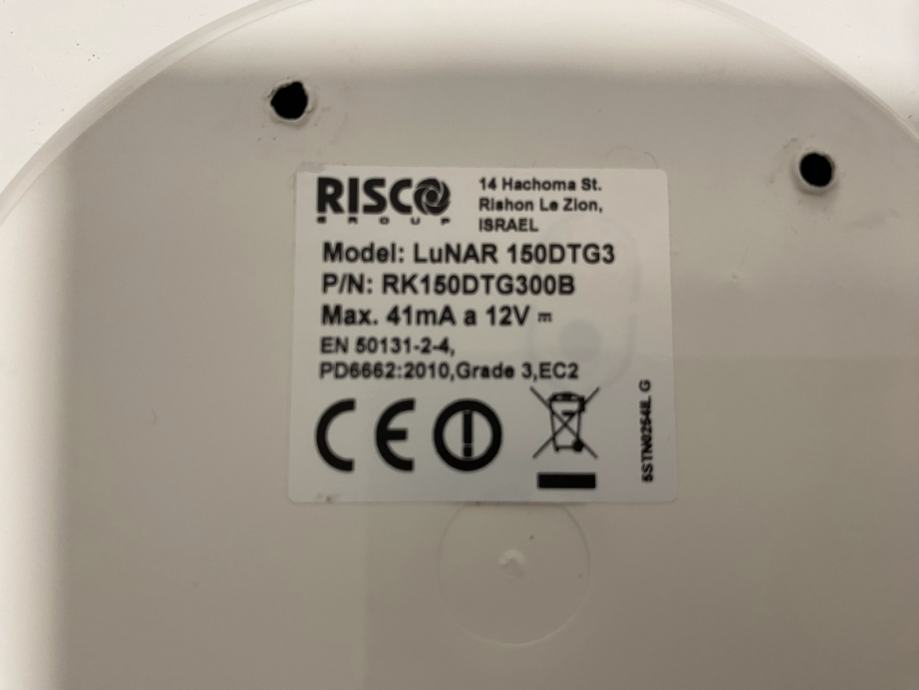 RISCO
GROUP
14 Hachoma St.
Rishon Le Zion,
ISRAEL
Model: LuNAR 150DTG3
P/N: RK150DTG300B
Max. 41mA a 12V ⎓
EN 50131-2-4,
PD6662:2010,Grade 3,EC2
CE
5STN0254IL G